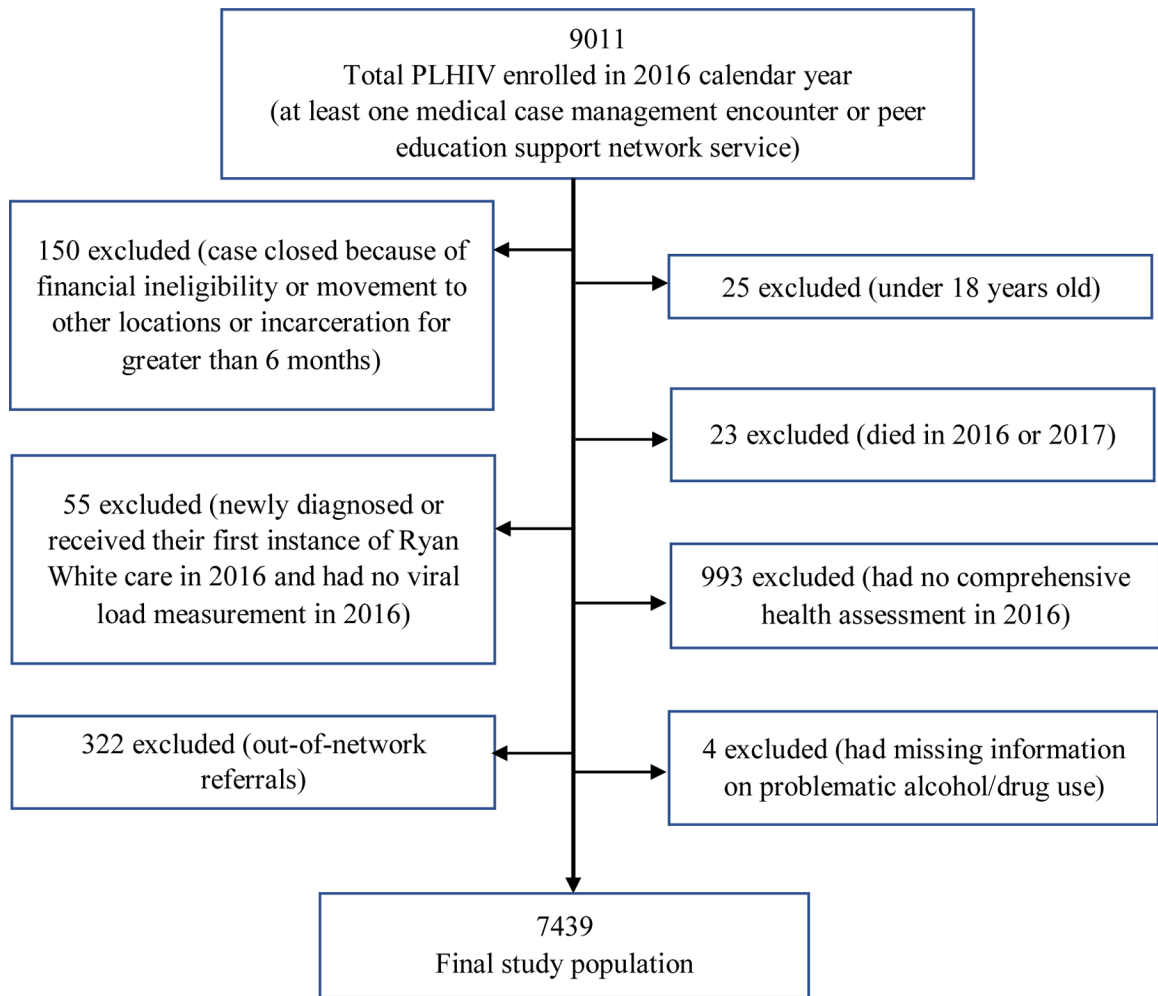 9011
Total PLHIV enrolled in 2016 calendar year
(at least one medical case management encounter or peer
education support network service)
150 excluded (case closed because of
financial ineligibility or movement to
other locations or incarceration for
greater than 6 months)
25 excluded (under 18 years old)
23 excluded (died in 2016 or 2017)
55 excluded (newly diagnosed or
received their first instance of Ryan
White care in 2016 and had no viral
load measurement in 2016)
993 excluded (had no comprehensive
health assessment in 2016)
322 excluded (out-of-network
referrals)
4 excluded (had missing information
on problematic alcohol/drug use)
7439
Final study population